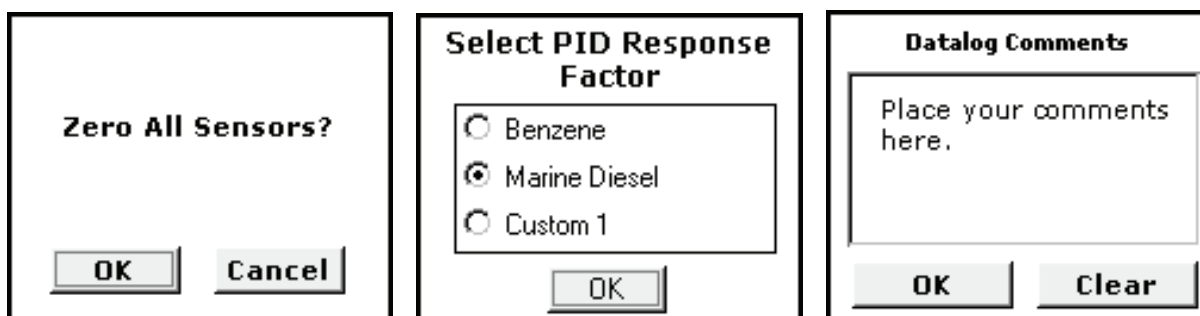 Zero All Sensors?
OK
Cancel
Select PID Response
Factor
Benzene
Marine Diesel
Custom 1
OK
Datalog Comments
Place your comments
here.
OK
Clear